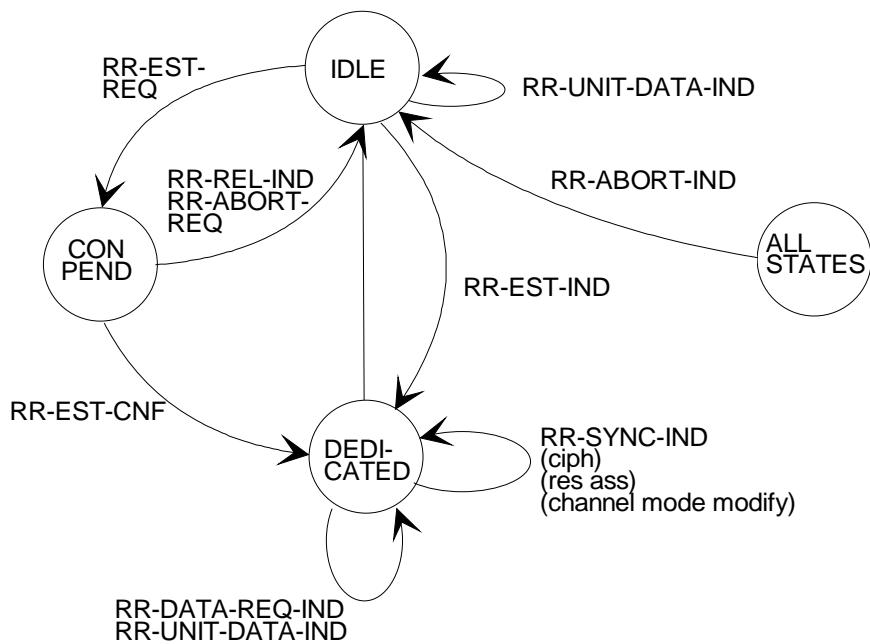 IDLE
RR-EST-
REQ
RR-UNIT-DATA-IND
RR-REL-IND
RR-ABORT-
REQ
RR-ABORT-IND
CON
PEND
ALL
STATES
RR-EST-IND
RR-EST-CNF
DEDI-
CATED
RR-SYNC-IND
(ciph)
(res ass)
(channel mode modify)
RR-DATA-REQ-IND
RR-UNIT-DATA-IND